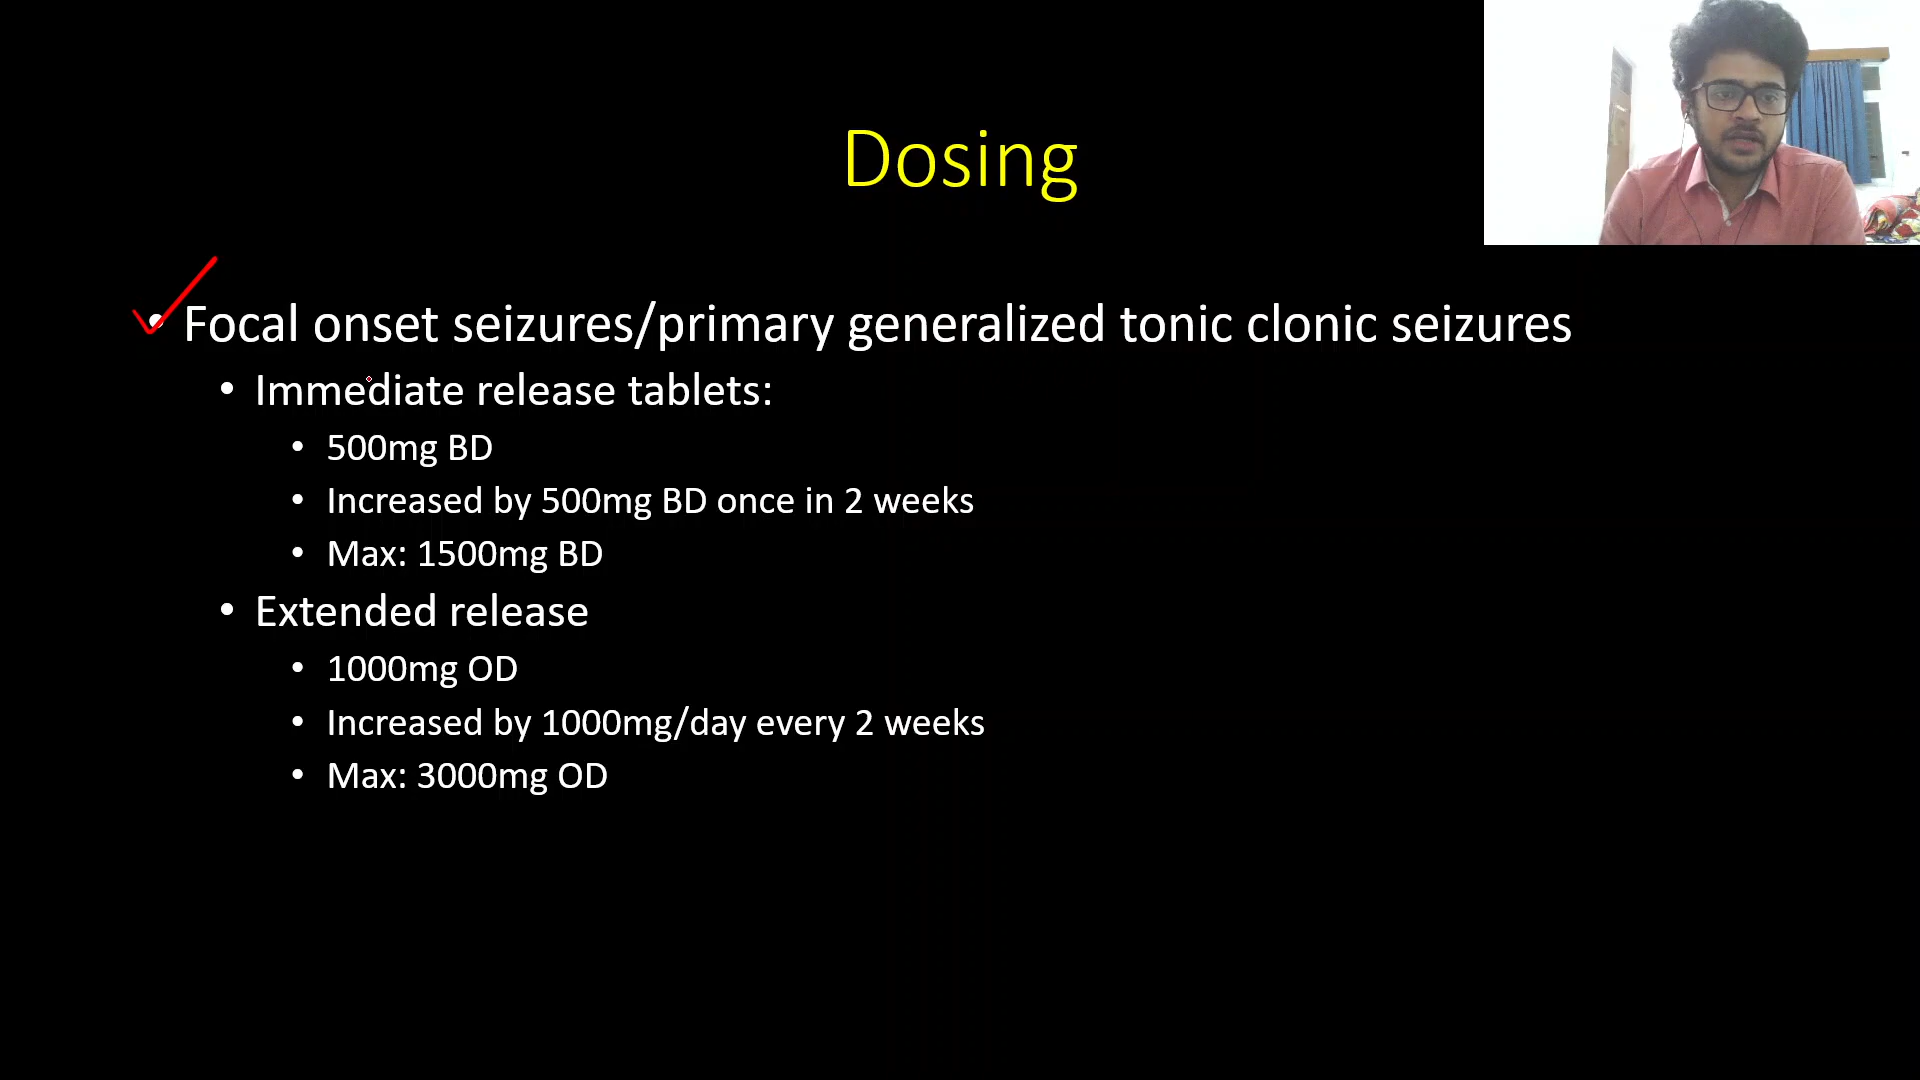 Dosing
• Focal onset seizures/primary generalized tonic clonic seizures
• Immediate release tablets:
• 500mg BD
• Increased by 500mg BD once in 2 weeks
• Max: 1500mg BD
• Extended release
• 1000mg OD
• Increased by 1000mg/day every 2 weeks
• Max: 3000mg OD